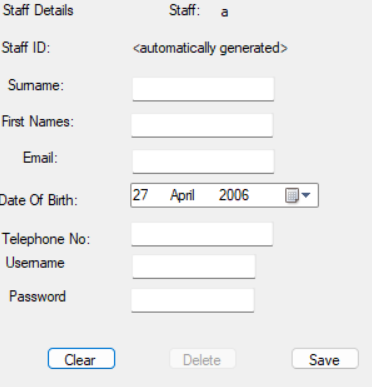 Staff Details Staff: a
Staff ID: <automatically generated>
Surname:
First Names:
Email:
Date Of Birth: 27 April 2006
Telephone No:
Username
Password
Clear Delete Save